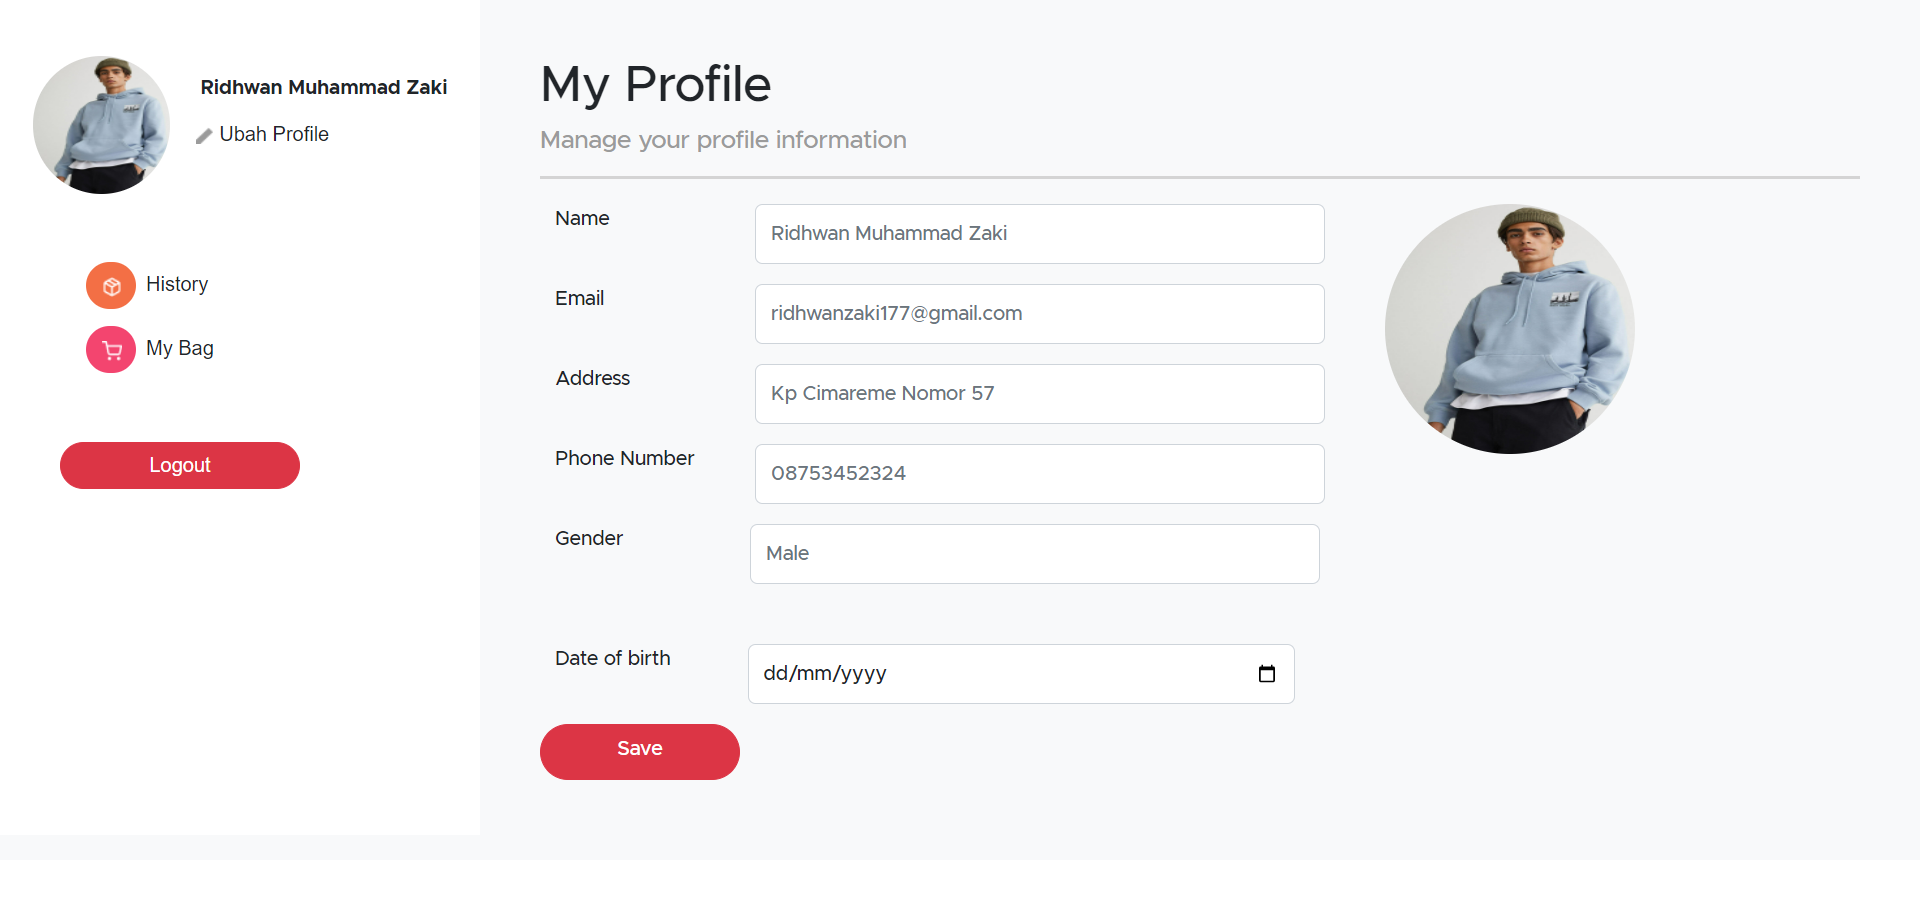 Ridhwan Muhammad Zaki
Ubah Profile
History
My Bag
Logout
My Profile
Manage your profile information
Name
Ridhwan Muhammad Zaki
Email
ridhwanzaki177@gmail.com
Address
Kp Cimareme Nomor 57
Phone Number
08753452324
Gender
Male
Date of birth
dd/mm/yyyy
Save